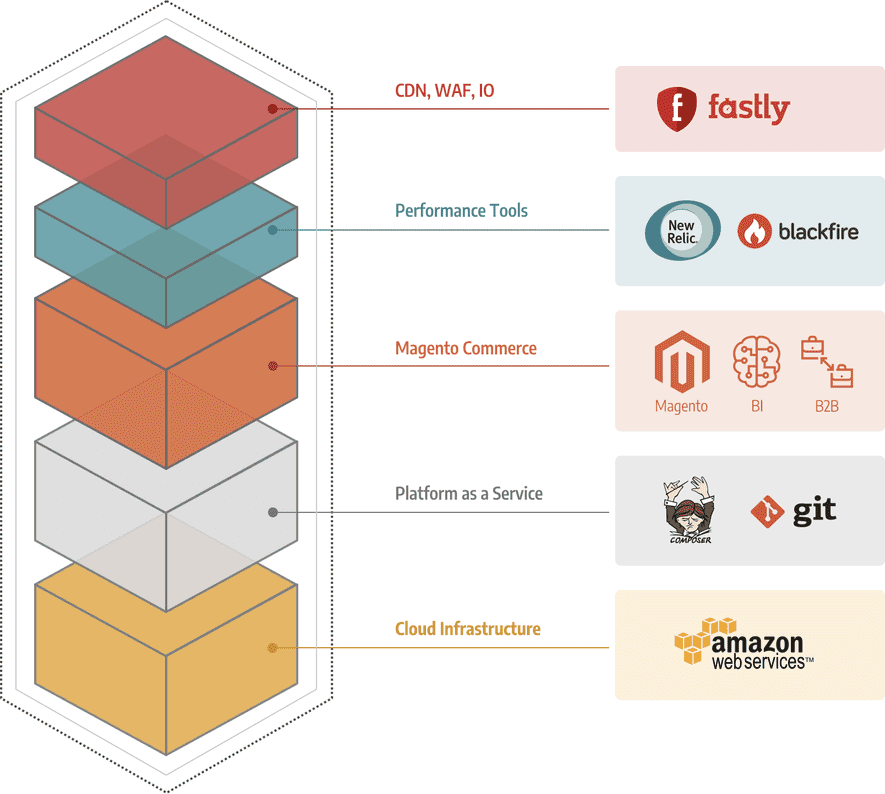 CDN, WAF, IO
fastly
Performance Tools
New
Relic.
blackfire
Magento Commerce
Magento
BI
B2B
Platform as a Service
COMPOSER
git
Cloud Infrastructure
amazon
web services™